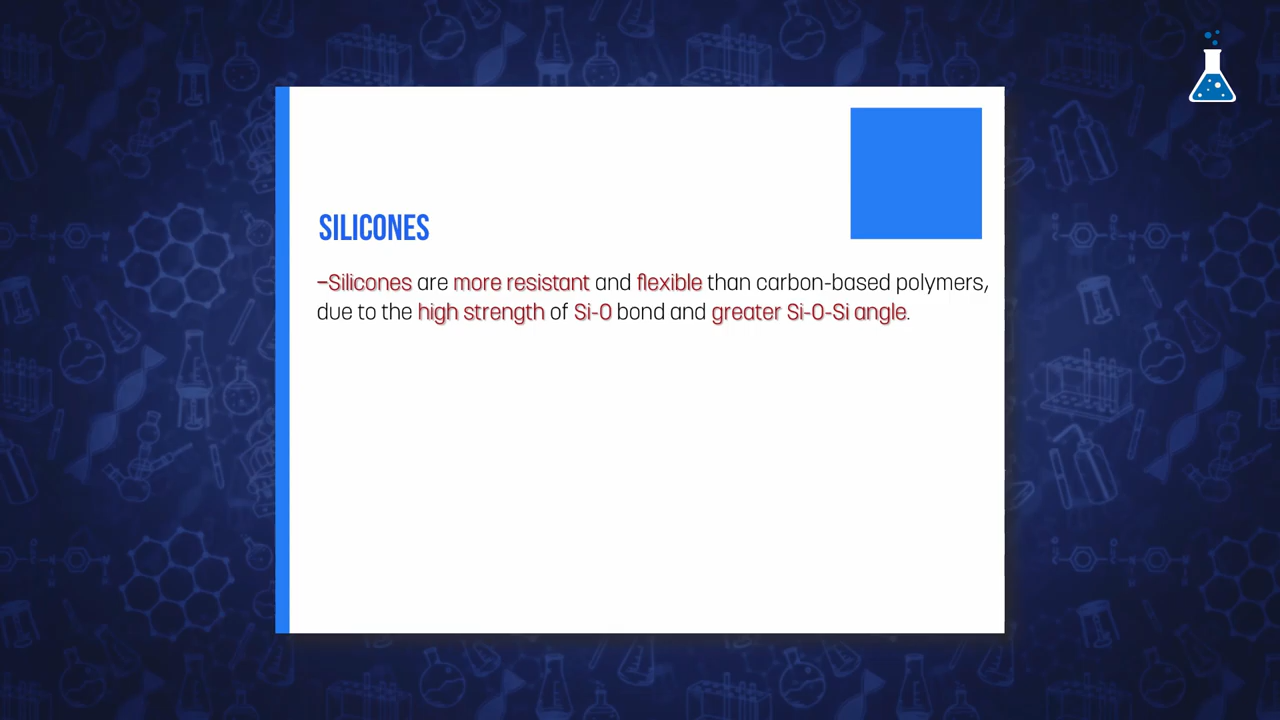 SILICONES
–Silicones are more resistant and flexible than carbon-based polymers,
due to the high strength of Si-O bond and greater Si-O-Si angle.